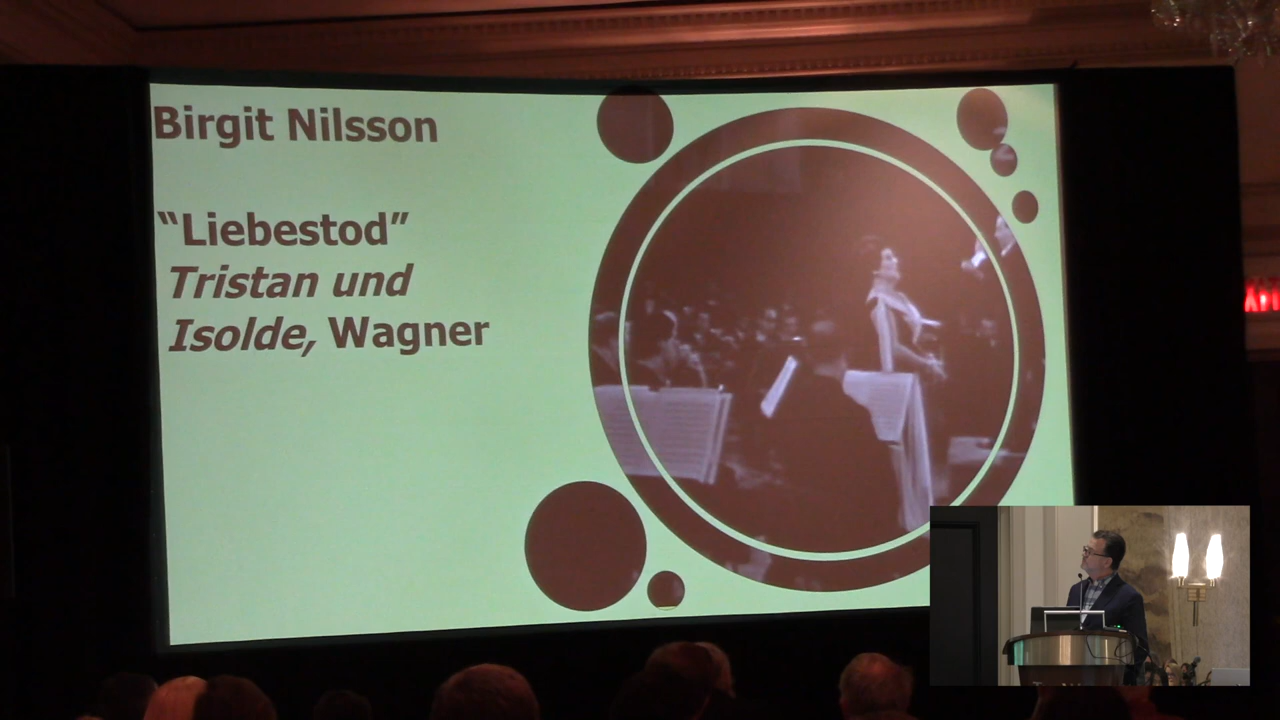 Birgit Nilsson
“Liebestod”
Tristan und
Isolde, Wagner